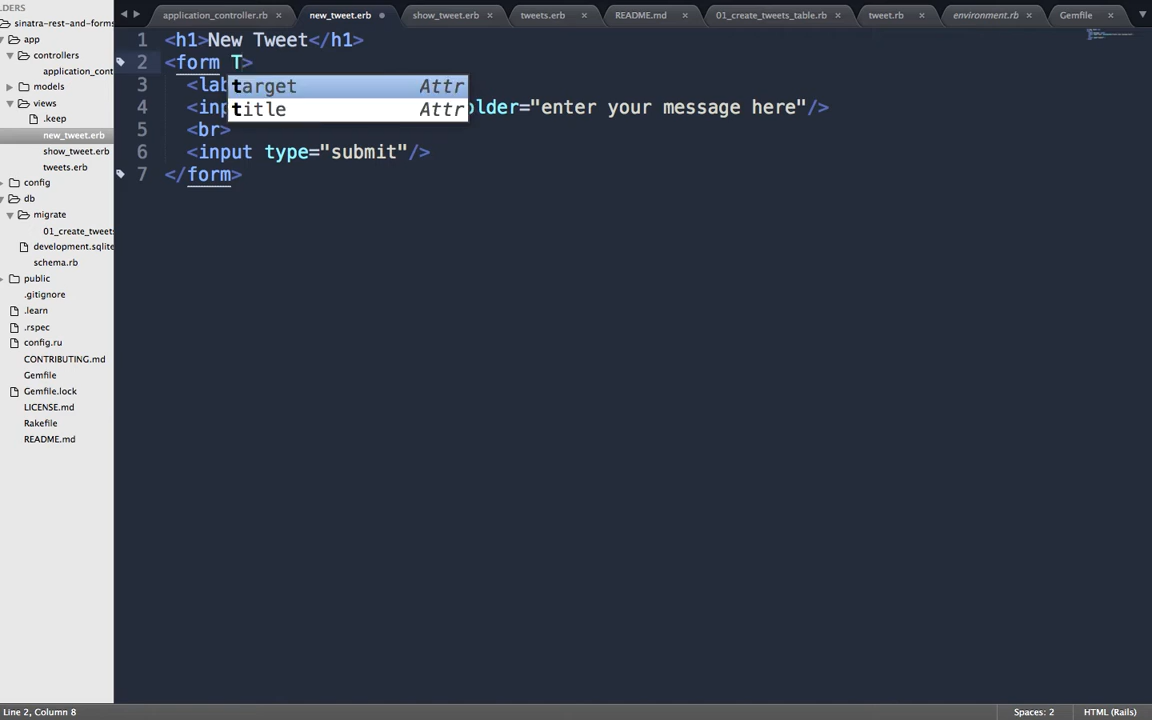 application_controller.rb × new_tweet.erb show_tweet.erb × tweets.erb × README.md × 01_create_tweets_table.rb × tweet.rb × environment.rb × Gemfile ×
LDERS
sinatra-rest-and-forms
app
controllers
application_cont
models
views
.keep
new_tweet.erb
show_tweet.erb
tweets.erb
config
db
migrate
01_create_tweets
development.sqlite
schema.rb
public
.gitignore
.learn
.rspec
config.ru
CONTRIBUTING.md
Gemfile
Gemfile.lock
LICENSE.md
Rakefile
README.md
1 <h1>New Tweet</h1>
2 <form T>
target Attr
title Attr
3 <lab
4 <inp older="enter your message here"/>
5 <br>
6 <input type="submit"/>
7 </form>
Line 2, Column 8
Spaces: 2
HTML (Rails)